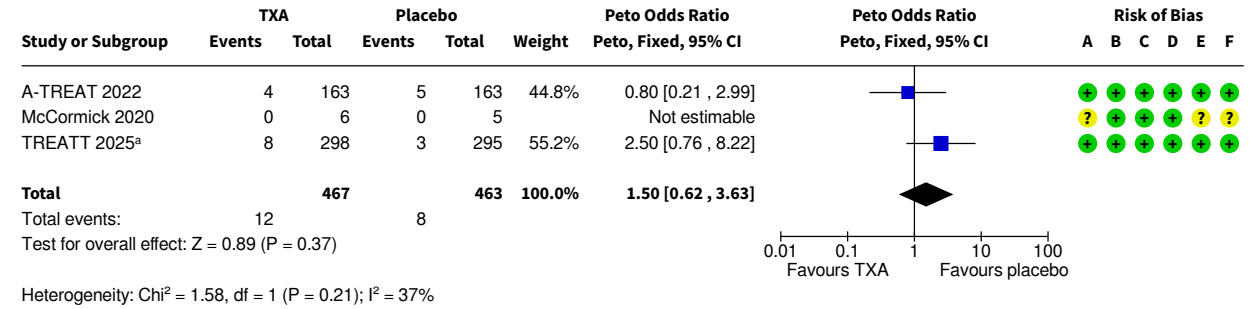 TXA Placebo Peto Odds Ratio Peto Odds Ratio Risk of Bias
Study or Subgroup Events Total Events Total Weight Peto, Fixed, 95% CI Peto, Fixed, 95% CI A B C D E F
A-TREAT 2022 4 163 5 163 44.8% 0.80 [0.21 , 2.99] + + + + + +
McCormick 2020 0 6 0 5 Not estimable ? + + + ? ?
TREATT 2025ᵃ 8 298 3 295 55.2% 2.50 [0.76 , 8.22] + + + + + +
Total 467 463 100.0% 1.50 [0.62 , 3.63]
Total events: 12 8
Test for overall effect: Z = 0.89 (P = 0.37)
0.01 0.1 1 10 100
Favours TXA Favours placebo
Heterogeneity: Chi² = 1.58, df = 1 (P = 0.21); I² = 37%